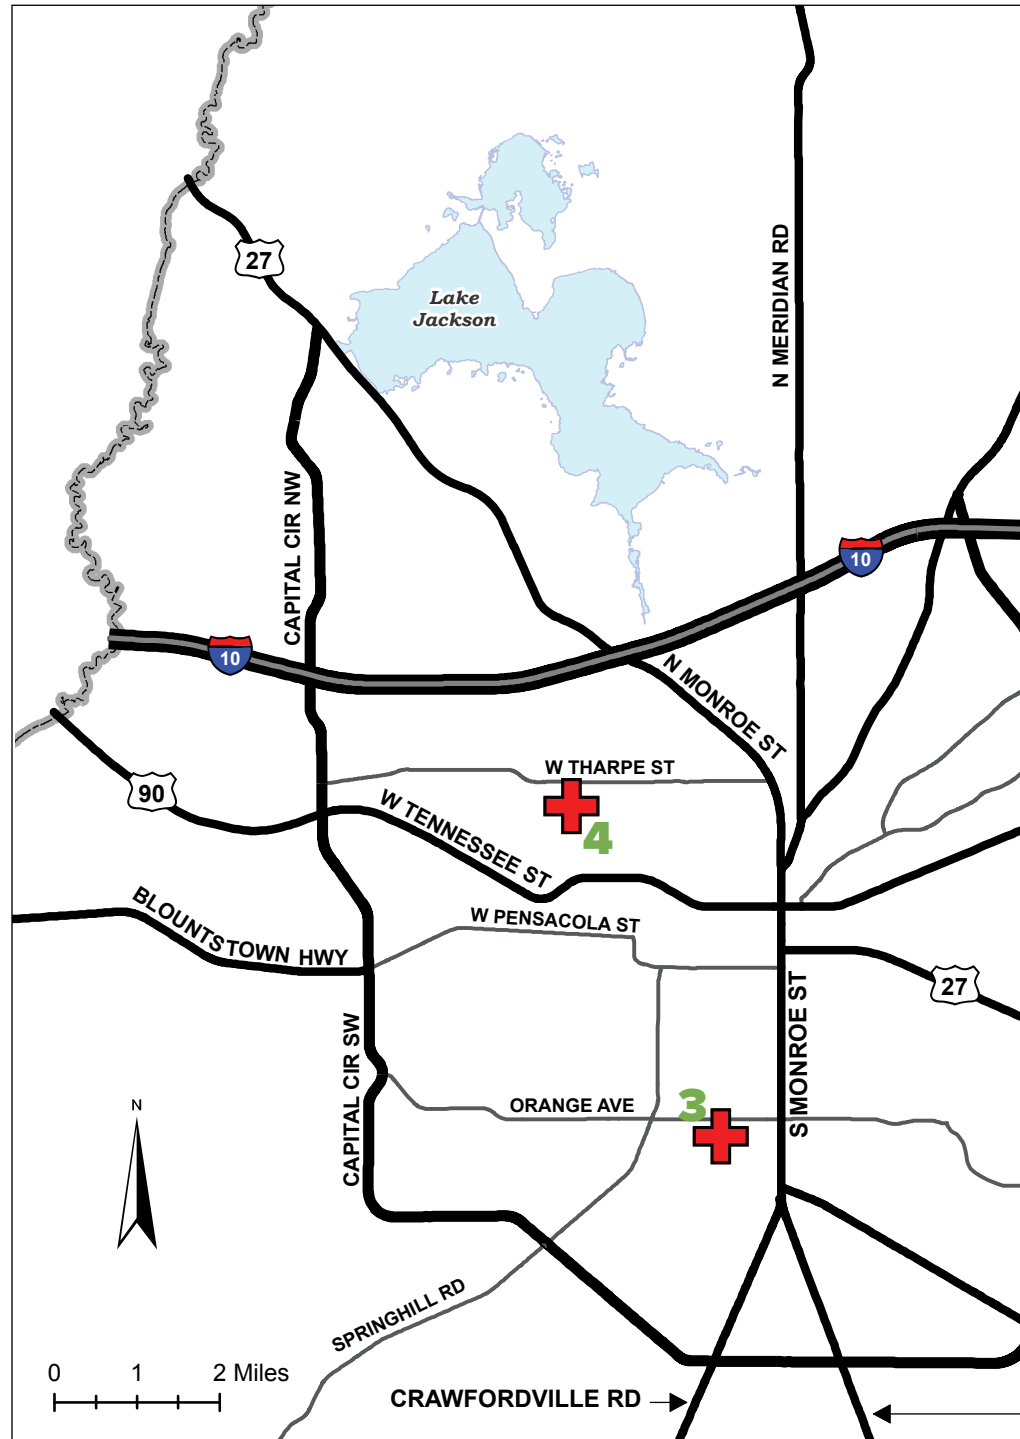 27
Lake
Jackson
N MERIDIAN RD
CAPITAL CIR NW
10
10
N MONROE ST
W THARPE ST
90
4
W TENNESSEE ST
BLOUNTSTOWN HWY
W PENSACOLA ST
27
S MONROE ST
CAPITAL CIR SW
3
ORANGE AVE
N
SPRINGHILL RD
0 1 2 Miles
CRAWFORDVILLE RD